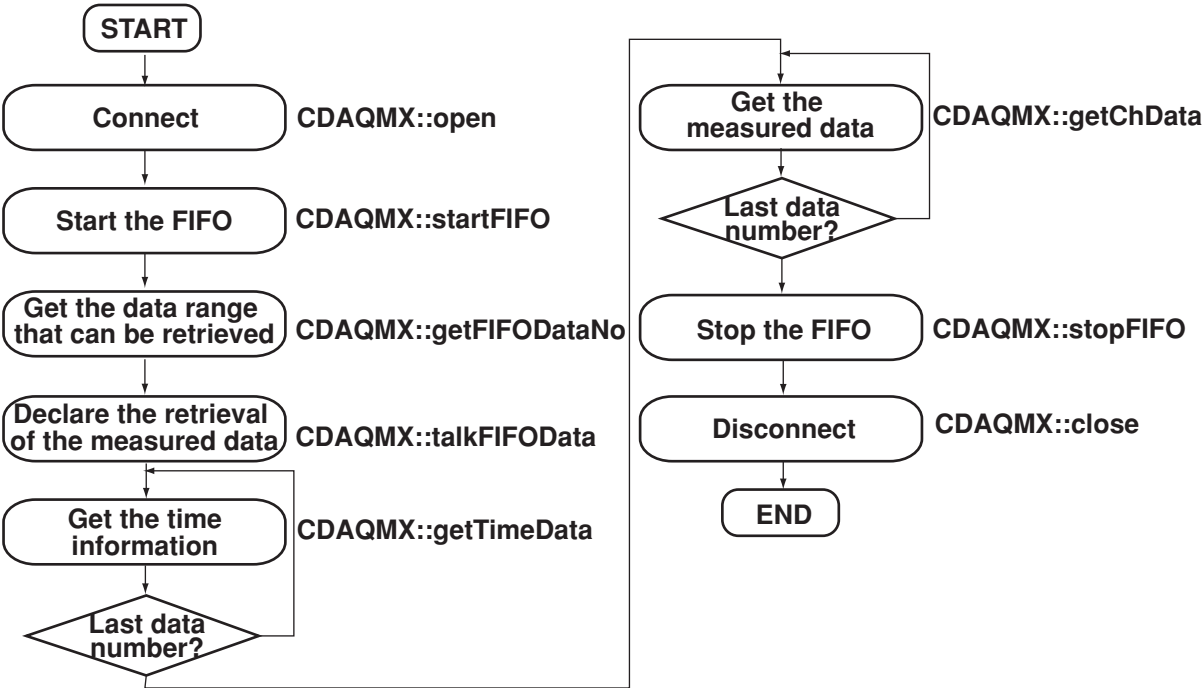 START
Connect
CDAQMX::open
Start the FIFO
CDAQMX::startFIFO
Get the data range
that can be retrieved
CDAQMX::getFIFODataNo
Declare the retrieval
of the measured data
CDAQMX::talkFIFOData
Get the time
information
CDAQMX::getTimeData
Last data
number?
Get the
measured data
CDAQMX::getChData
Last data
number?
Stop the FIFO
CDAQMX::stopFIFO
Disconnect
CDAQMX::close
END